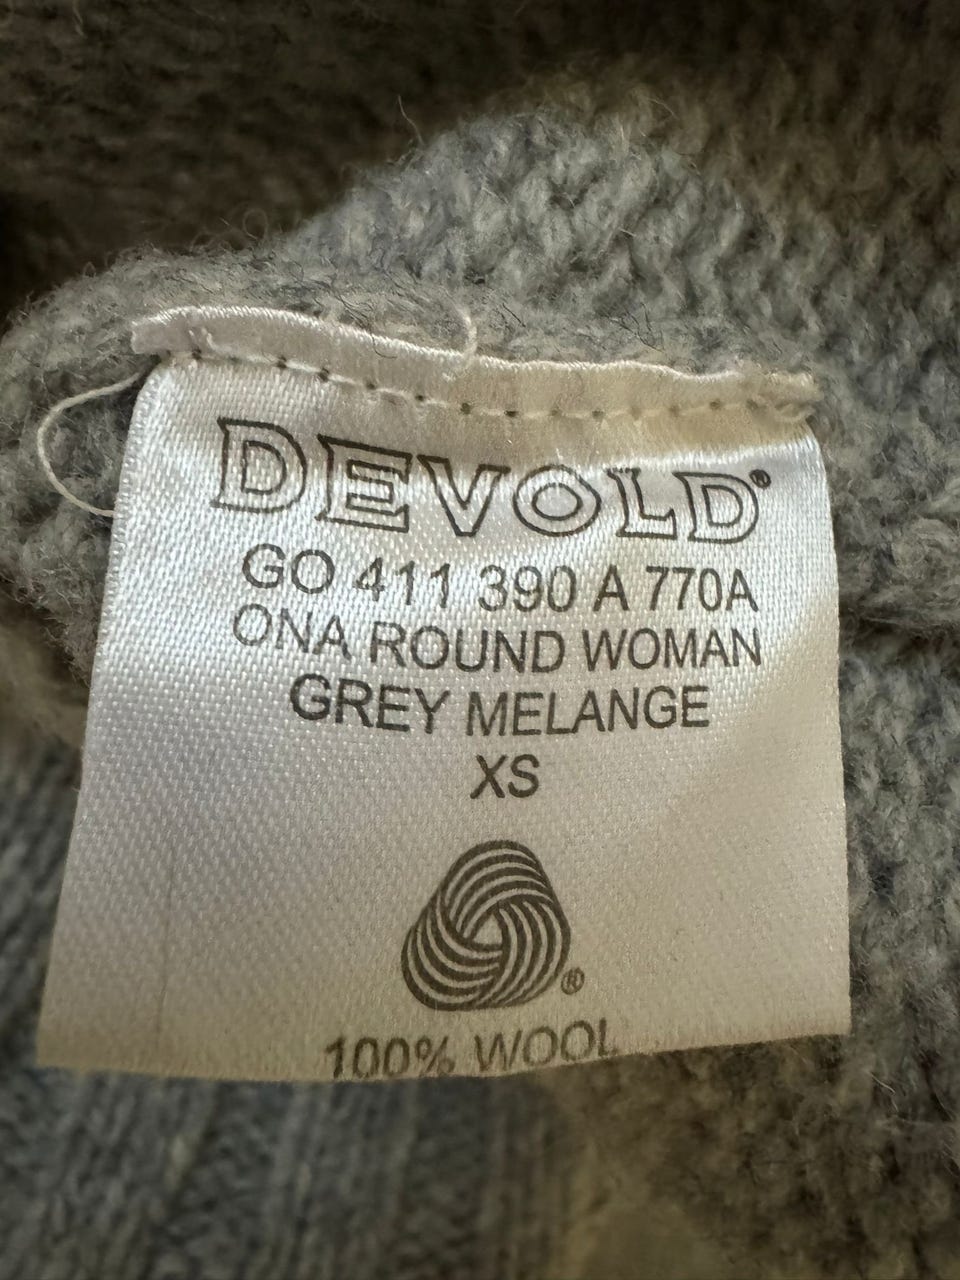 DEVOLD®
GO 411 390 A 770A
ONA ROUND WOMAN
GREY MELANGE
XS
®
100% WOOL